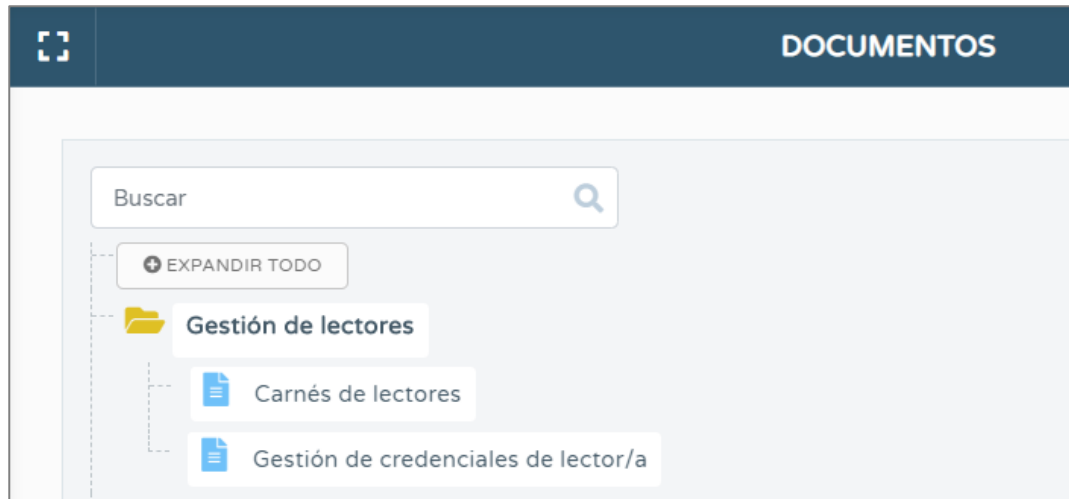 DOCUMENTOS
Buscar
EXPANDIR TODO
Gestión de lectores
Carnés de lectores
Gestión de credenciales de lector/a